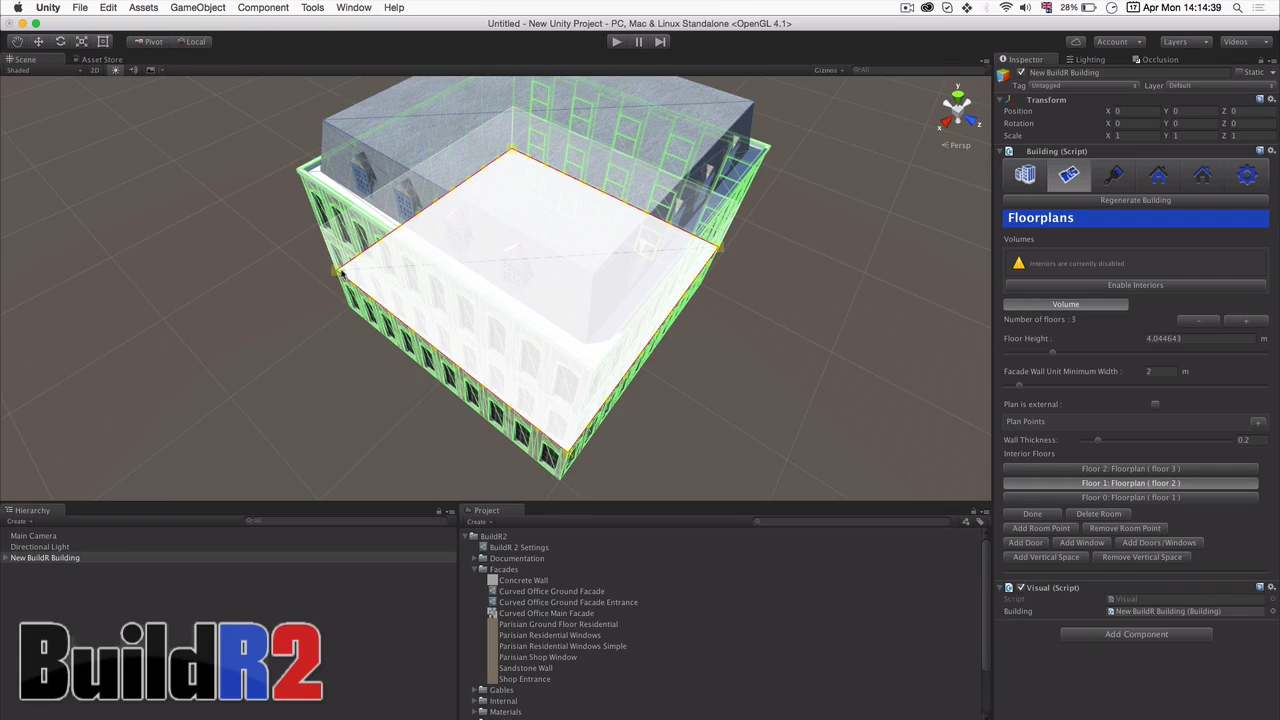 Unity File Edit Assets GameObject Component Tools Window Help 28% 17 Apr Mon 14:14:39
Untitled - New Unity Project - PC, Mac & Linux Standalone <OpenGL 4.1>
Pivot Local Account Layers Videos
Scene Asset Store
Shaded 2D Gizmos All
y
x
z
Persp
Inspector Lighting Occlusion
New BuildR Building Static
Tag Untagged Layer Default
Transform
Position X 0 Y 0 Z 0
Rotation X 0 Y 0 Z 0
Scale X 1 Y 1 Z 1
Building (Script)
Regenerate Building
Floorplans
Volumes
Interiors are currently disabled
Enable Interiors
Volume
Number of floors : 3 - +
Floor Height : 4.044643 m
Facade Wall Unit Minimum Width : 2 m
Plan is external :
Plan Points +
Wall Thickness: 0.2
Interior Floors
Floor 2: Floorplan ( floor 3 )
Floor 1: Floorplan ( floor 2 )
Floor 0: Floorplan ( floor 1 )
Done Delete Room
Add Room Point Remove Room Point
Add Door Add Window Add Doors/Windows
Add Vertical Space Remove Vertical Space
Visual (Script)
Script Visual
Building New BuildR Building (Building)
Add Component
Hierarchy
Create All
Main Camera
Directional Light
New BuildR Building
Project
Create
BuildR2
BuildR 2 Settings
Documentation
Facades
Concrete Wall
Curved Office Ground Facade
Curved Office Ground Facade Entrance
Curved Office Main Facade
Parisian Ground Floor Residential
Parisian Residential Windows
Parisian Residential Windows Simple
Parisian Shop Window
Sandstone Wall
Shop Entrance
Gables
Internal
Materials
BuildR2